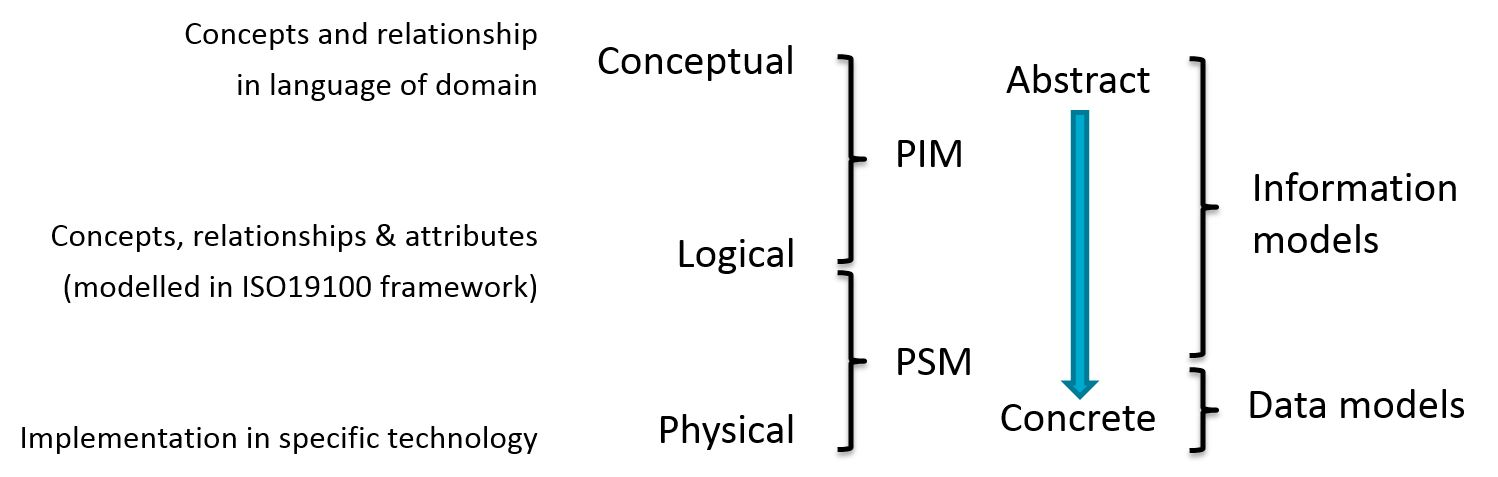 Concepts and relationship
in language of domain
Conceptual
PIM
Abstract
Information
models
Concepts, relationships & attributes
(modelled in ISO19100 framework)
Logical
PSM
Concrete
Data models
Implementation in specific technology
Physical